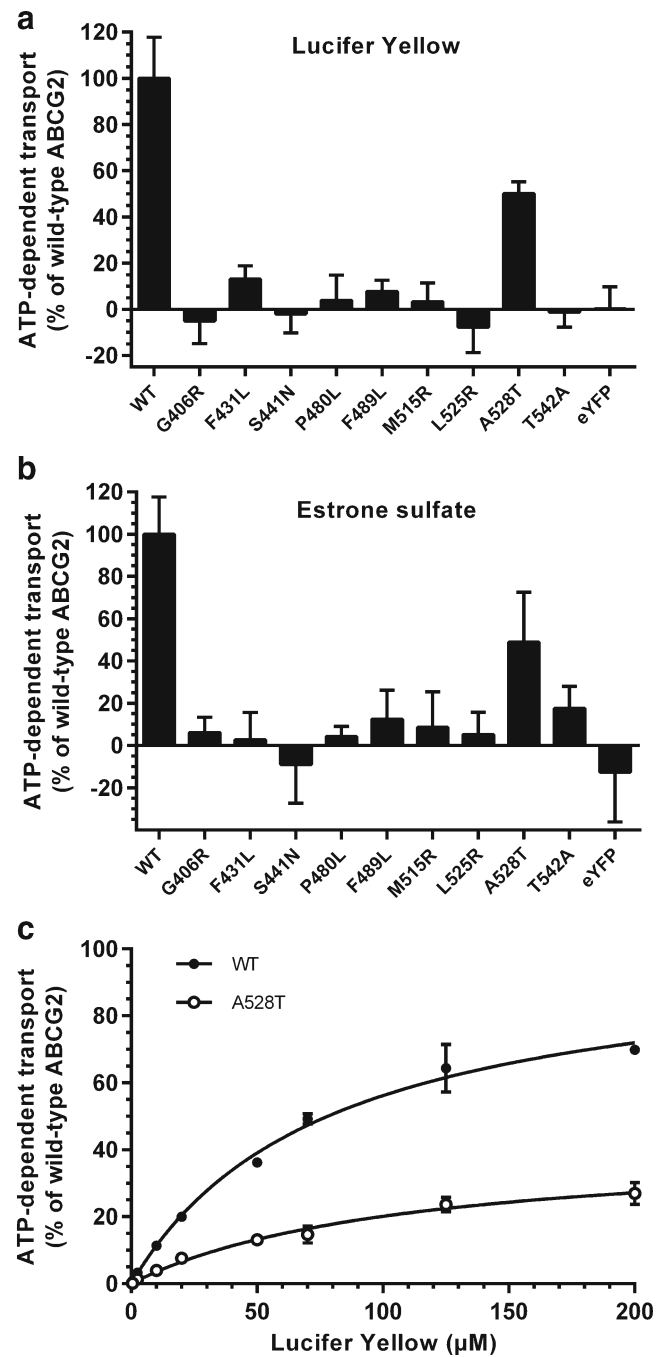 a
Lucifer Yellow
ATP-dependent transport
(% of wild-type ABCG2)
120
100
80
60
40
20
0
-20
WT
G406R
F431L
S441N
P480L
F489L
M515R
L525R
A528T
T542A
eYFP
b
Estrone sulfate
ATP-dependent transport
(% of wild-type ABCG2)
120
100
80
60
40
20
0
-20
WT
G406R
F431L
S441N
P480L
F489L
M515R
L525R
A528T
T542A
eYFP
c
ATP-dependent transport
(% of wild-type ABCG2)
100
80
60
40
20
0
WT
A528T
0
50
100
150
200
Lucifer Yellow (µM)